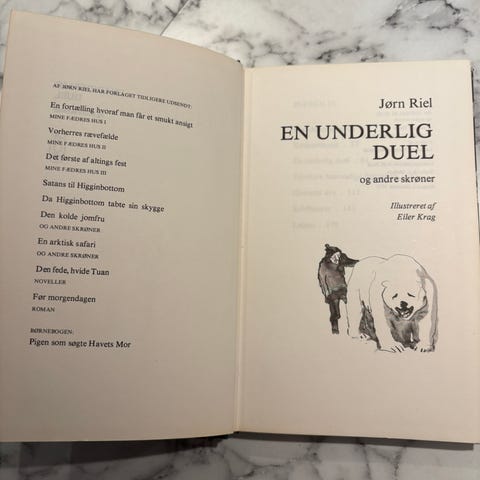 AF JØRN RIEL HAR FORLAGET TIDLIGERE UDSENDT:
En fortælling hvoraf man får et smukt ansigt
MINE FÆDRES HUS I
Vorherres rævefælde
MINE FÆDRES HUS II
Det første af altings fest
MINE FÆDRES HUS III
Satans til Higginbottom
Da Higginbottom tabte sin skygge
Den kolde jomfru
OG ANDRE SKRØNER
En arktisk safari
OG ANDRE SKRØNER
Den fede, hvide Tuan
NOVELLER
Før morgendagen
ROMAN
BØRNEBOGEN:
Pigen som søgte Havets Mor
Jørn Riel
EN UNDERLIG
DUEL
og andre skrøner
Illustreret af
Eiler Krag